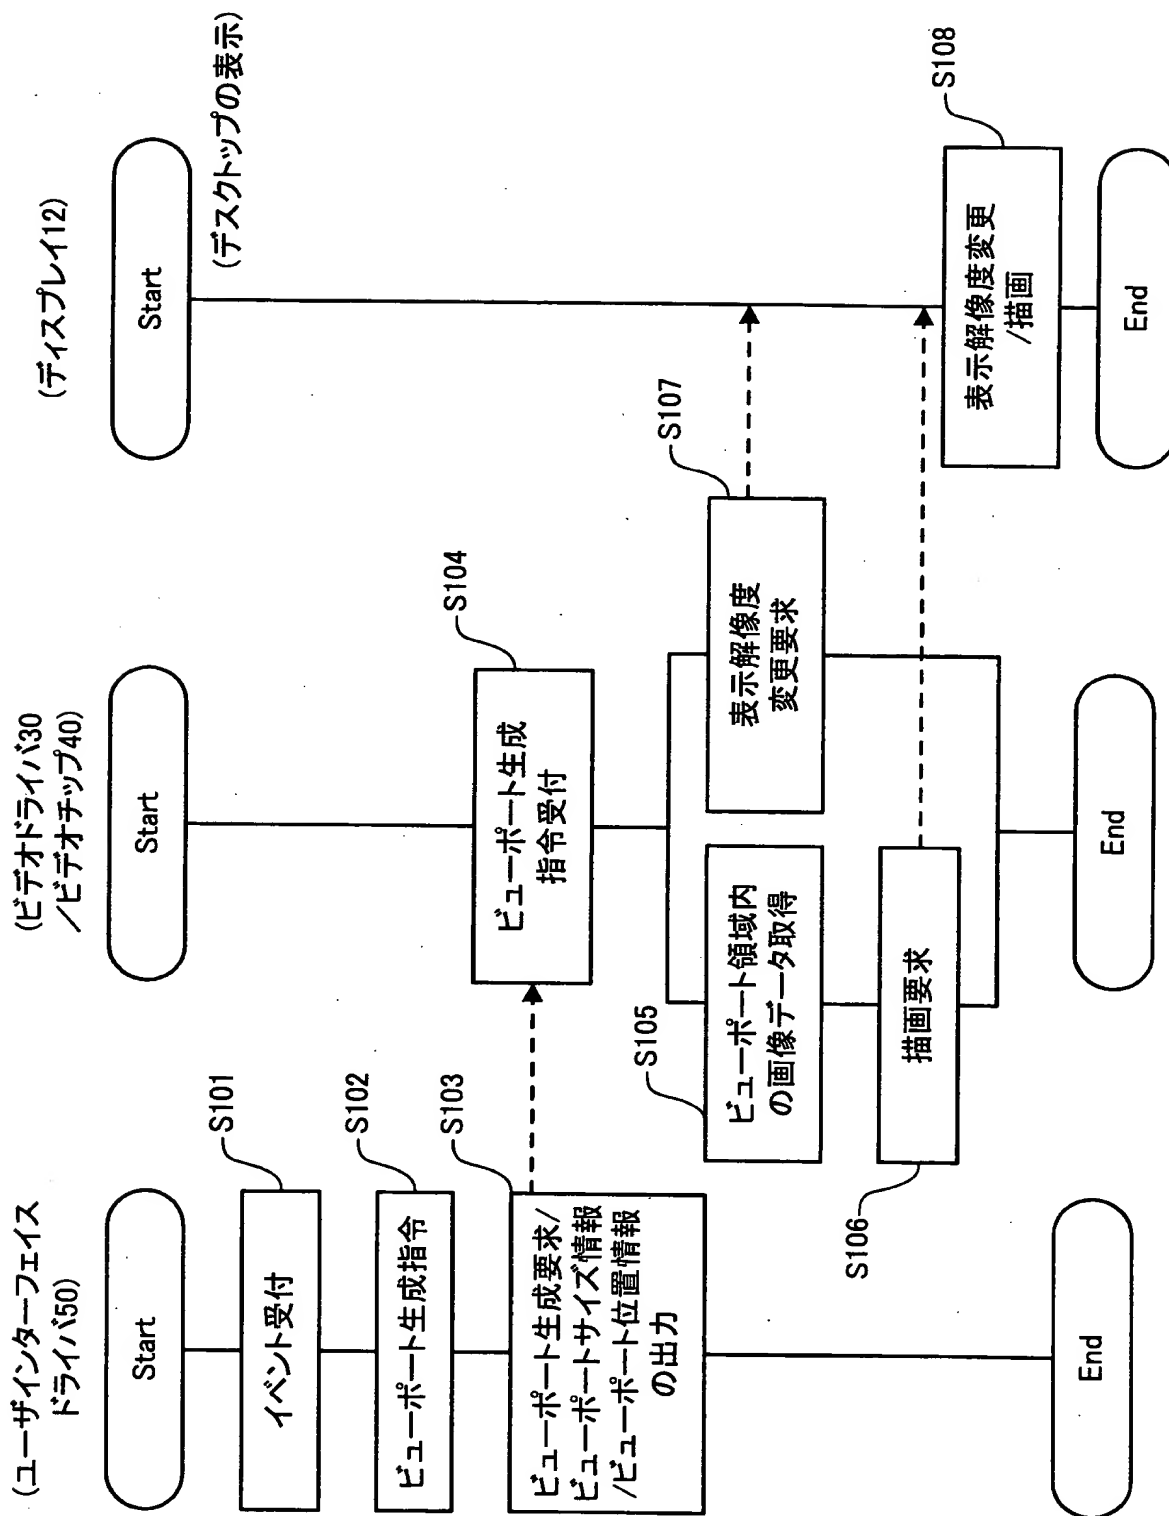 (ユーザインターフェイス
ドライバ50)
Start
S101
イベント受付
S102
ビューポート生成指令
S103
ビューポート生成要求/
ビューポートサイズ情報
/ビューポート位置情報
の出力
End
(ビデオドライバ30
/ビデオチップ40)
Start
S104
ビューポート生成
指令受付
S105
ビューポート領域内
の画像データ取得
S106
描画要求
S107
表示解像度
変更要求
End
(ディスプレイ12)
Start
(デスクトップの表示)
S108
表示解像度変更
/描画
End